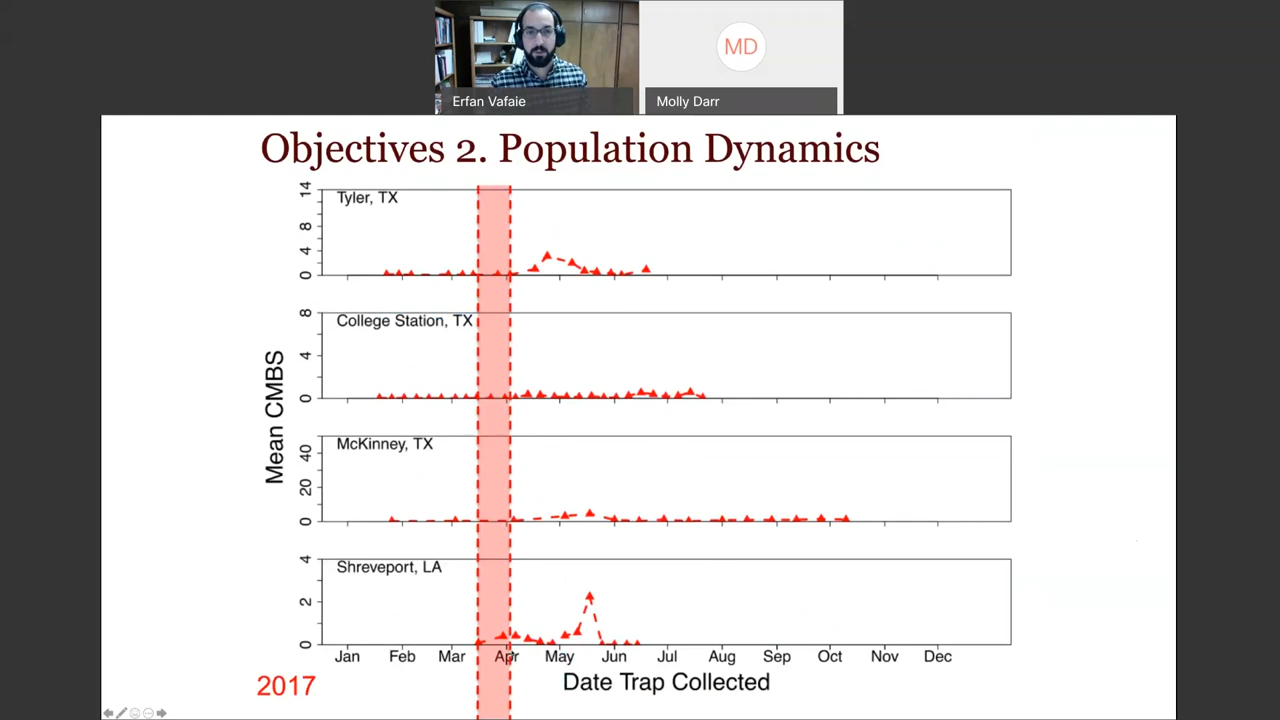 MD
Erfan Vafaie
Molly Darr
Objectives 2. Population Dynamics
Tyler, TX
14
8
4
0
College Station, TX
8
4
0
Mean CMBS
McKinney, TX
40
20
0
Shreveport, LA
4
2
0
Jan Feb Mar Apr May Jun Jul Aug Sep Oct Nov Dec
2017
Date Trap Collected